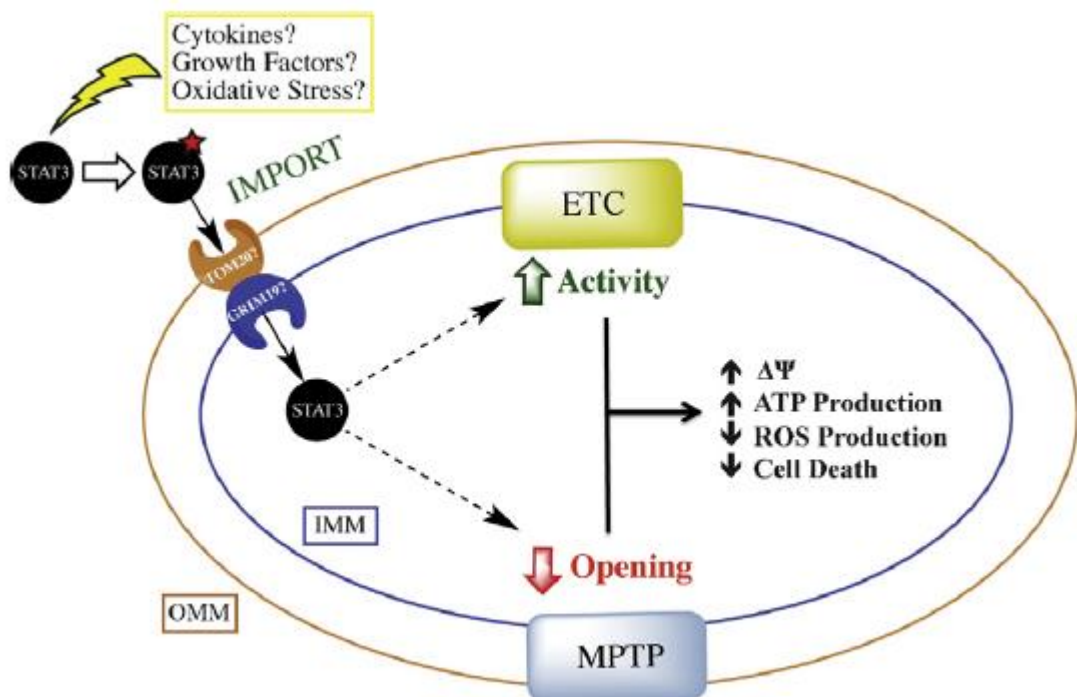 Cytokines?
Growth Factors?
Oxidative Stress?
STAT3
STAT3
IMPORT
TOM20?
GRIM19?
STAT3
ETC
Activity
ΔΨ
ATP Production
ROS Production
Cell Death
IMM
Opening
OMM
MPTP